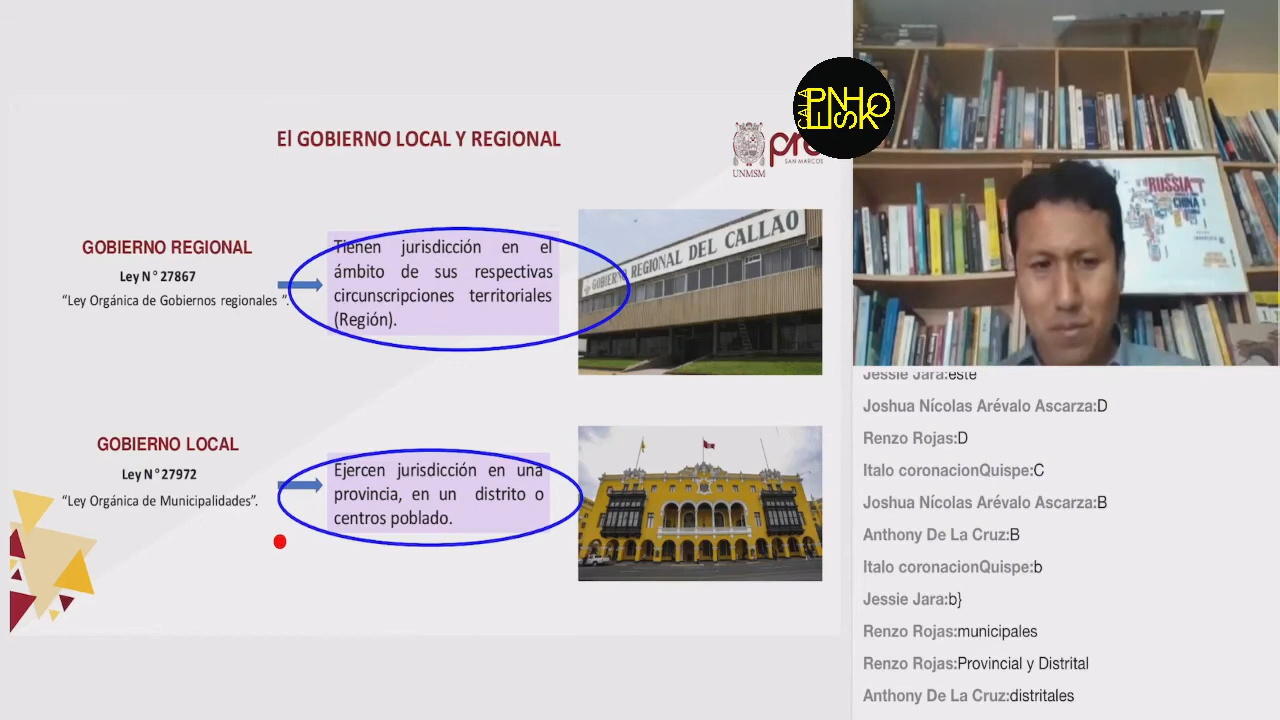 El GOBIERNO LOCAL Y REGIONAL
UNMSM
pre
SAN MARCOS
GOBIERNO REGIONAL
Ley N° 27867
“Ley Orgánica de Gobiernos regionales ”.
Tienen jurisdicción en el
ámbito de sus respectivas
circunscripciones territoriales
(Región).
GOBIERNO REGIONAL DEL CALLAO
GOBIERNO LOCAL
Ley N°27972
“Ley Orgánica de Municipalidades”.
Ejercen jurisdicción en una
provincia, en un distrito o
centros poblado.
RUSSIA
CHINA
Jessie Jara:este
Joshua Nícolas Arévalo Ascarza:D
Renzo Rojas:D
Italo coronacionQuispe:C
Joshua Nícolas Arévalo Ascarza:B
Anthony De La Cruz:B
Italo coronacionQuispe:b
Jessie Jara:b}
Renzo Rojas:municipales
Renzo Rojas:Provincial y Distrital
Anthony De La Cruz:distritales